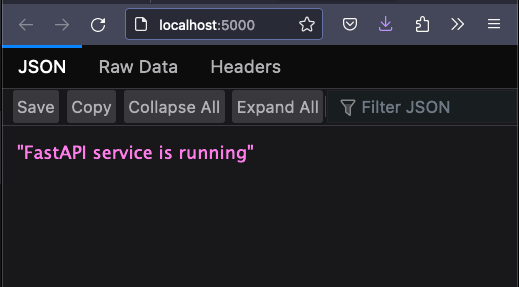 localhost:5000
JSON Raw Data Headers
Save Copy Collapse All Expand All Filter JSON
"FastAPI service is running"